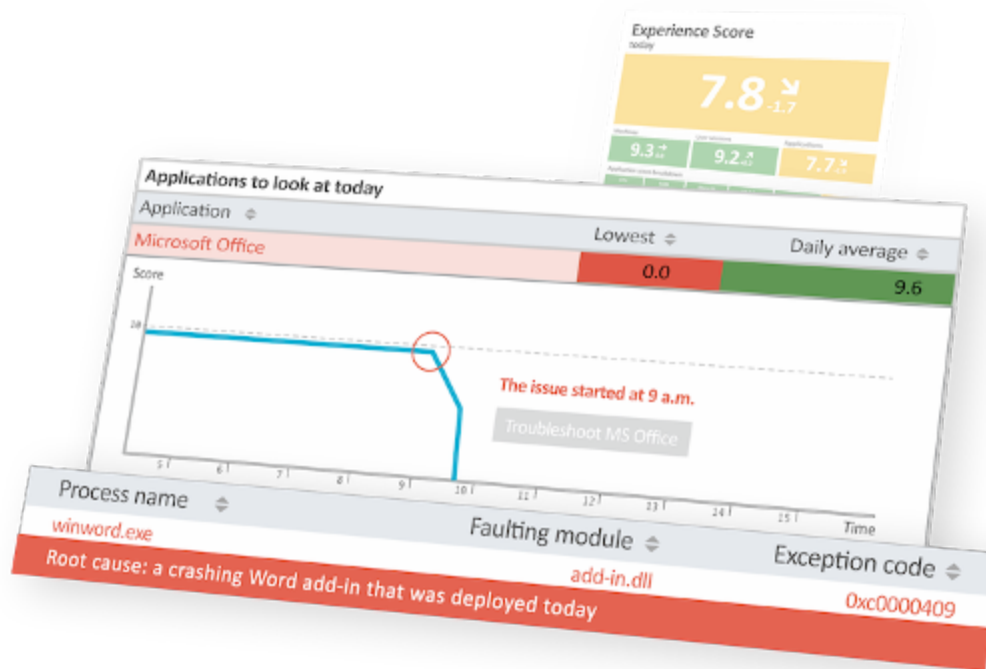 Experience Score
today
7.8
-1.7
Applications
9.3
9.2
7.7
Applications to look at today
Application
Lowest
Daily average
Microsoft Office
0.0
9.6
Score
10
The issue started at 9 a.m.
Troubleshoot MS Office
5 6 7 8 9 10 11 12 13 14 15
Time
Process name
Faulting module
Exception code
winword.exe
add-in.dll
0xc0000409
Root cause: a crashing Word add-in that was deployed today